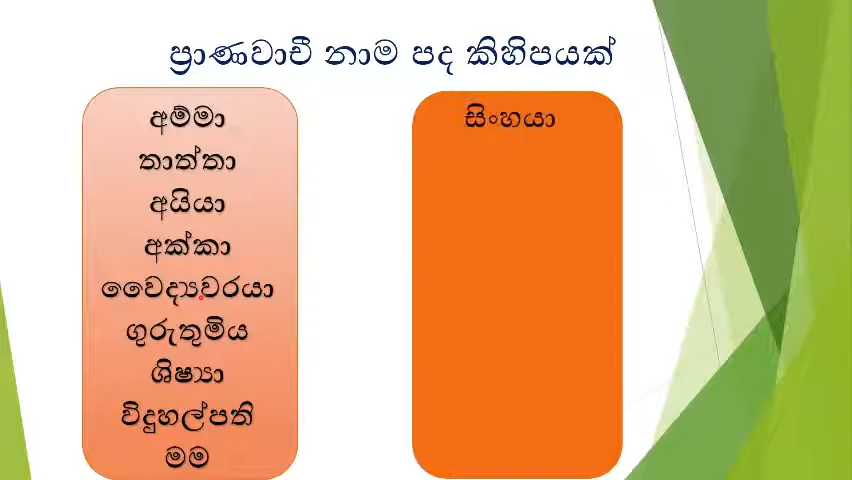 ප්‍රාණවාචී නාම පද කිහිපයක්
අම්මා
තාත්තා
අයියා
අක්කා
වෛද්‍යවරයා
ගුරුතුමිය
ශිෂ්‍යා
විදුහල්පති
මම
සිංහයා